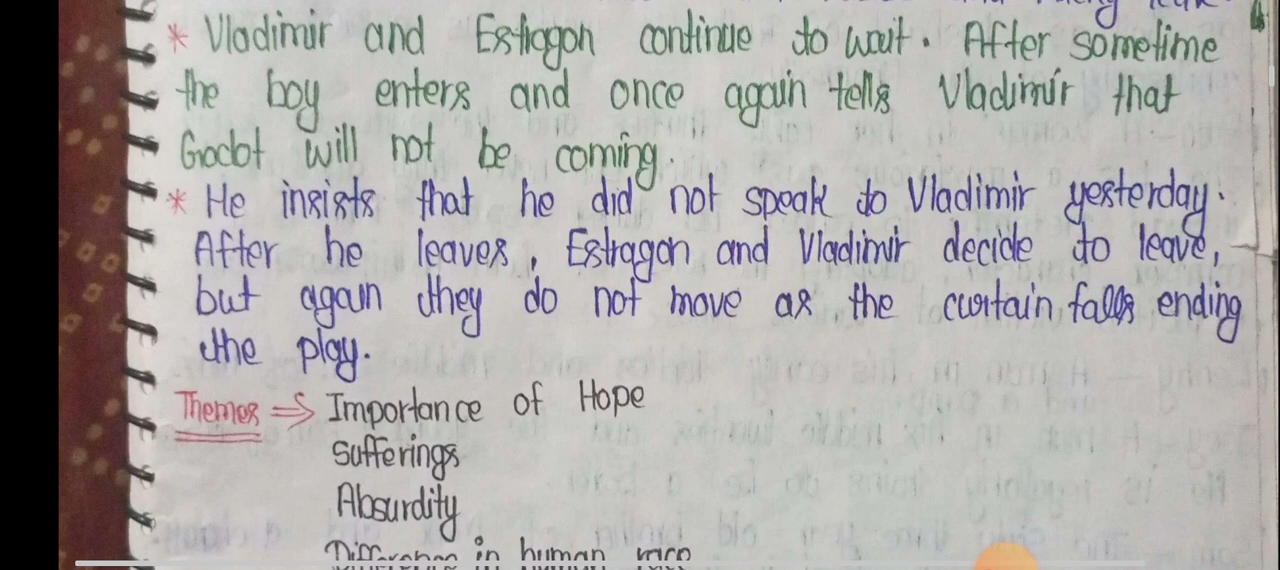 * Vladimir and Estragon continue to wait. After sometime
the boy enters and once again tells Vladimir that
Godot will not be coming.
* He insists that he did not speak to Vladimir yesterday.
After he leaves, Estragon and Vladimir decide to leave,
but again they do not move as the curtain falls ending
the play.
Themes ⇒ Importance of Hope
Sufferings
Absurdity
in human race